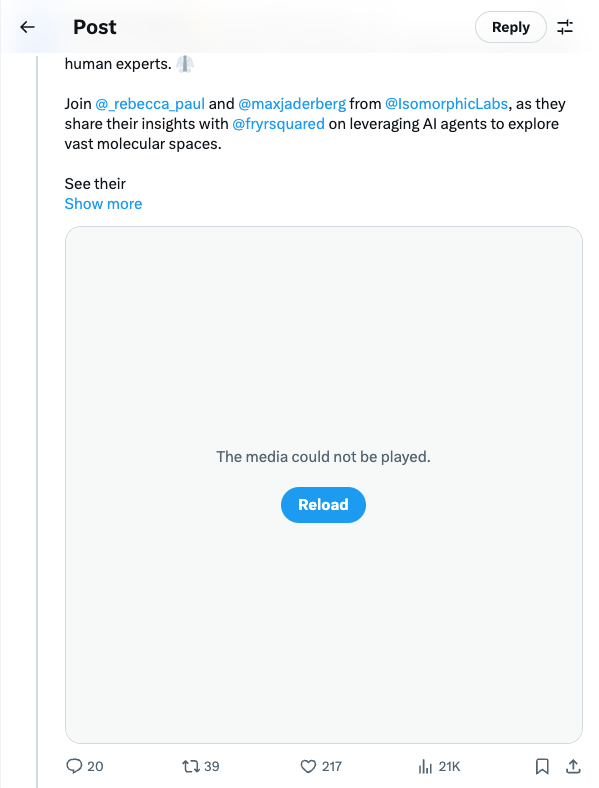 Post
Reply
human experts. 🥼
Join @_rebecca_paul and @maxjaderberg from @IsomorphicLabs, as they
share their insights with @fryrsquared on leveraging AI agents to explore
vast molecular spaces.
See their
Show more
The media could not be played.
Reload
20
39
217
21K